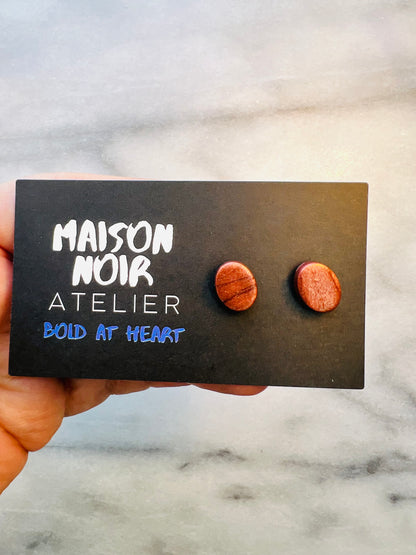 MAISON
NOIR
ATELIER
BOLD AT HEART